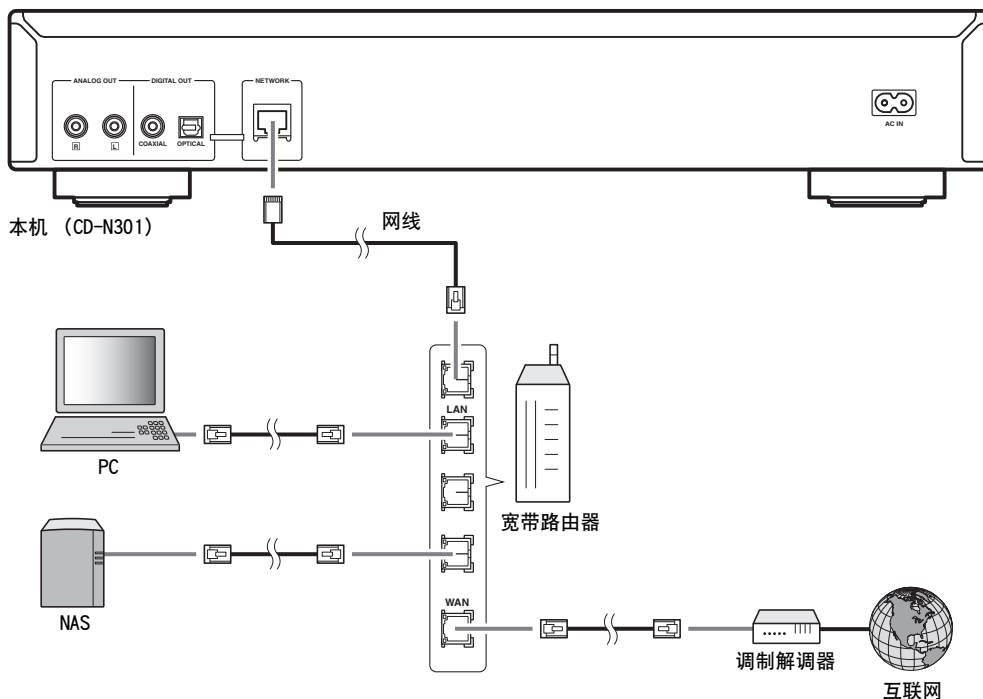 ANALOG OUT
DIGITAL OUT
NETWORK
R
L
COAXIAL
OPTICAL
AC IN
本机 （CD-N301）
网线
LAN
PC
宽带路由器
NAS
WAN
调制解调器
互联网